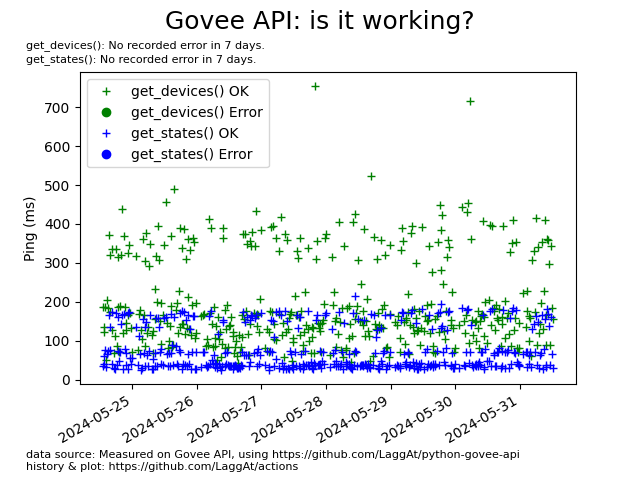 Govee API: is it working?
get_devices(): No recorded error in 7 days.
get_states(): No recorded error in 7 days.
get_devices() OK
get_devices() Error
get_states() OK
get_states() Error
Ping (ms)
700
600
500
400
300
200
100
0
2024-05-25
2024-05-26
2024-05-27
2024-05-28
2024-05-29
2024-05-30
2024-05-31
data source: Measured on Govee API, using https://github.com/LaggAt/python-govee-api
history & plot: https://github.com/LaggAt/actions